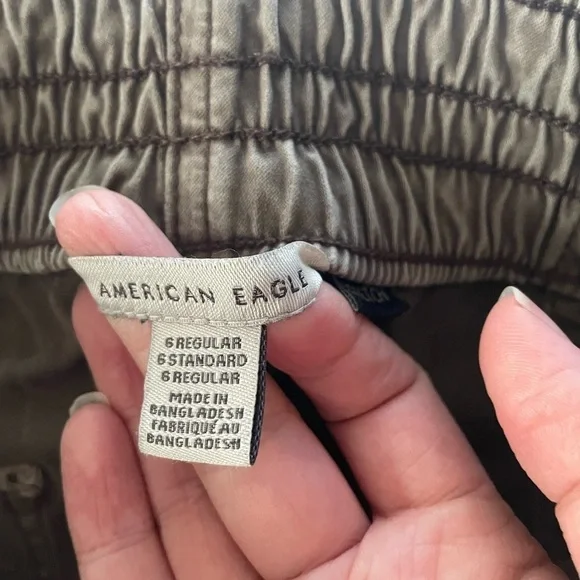 AMERICAN EAGLE
6 REGULAR
6 STANDARD
6 REGULAR
MADE IN
BANGLADESH
FABRIQUÉ AU
BANGLADESH